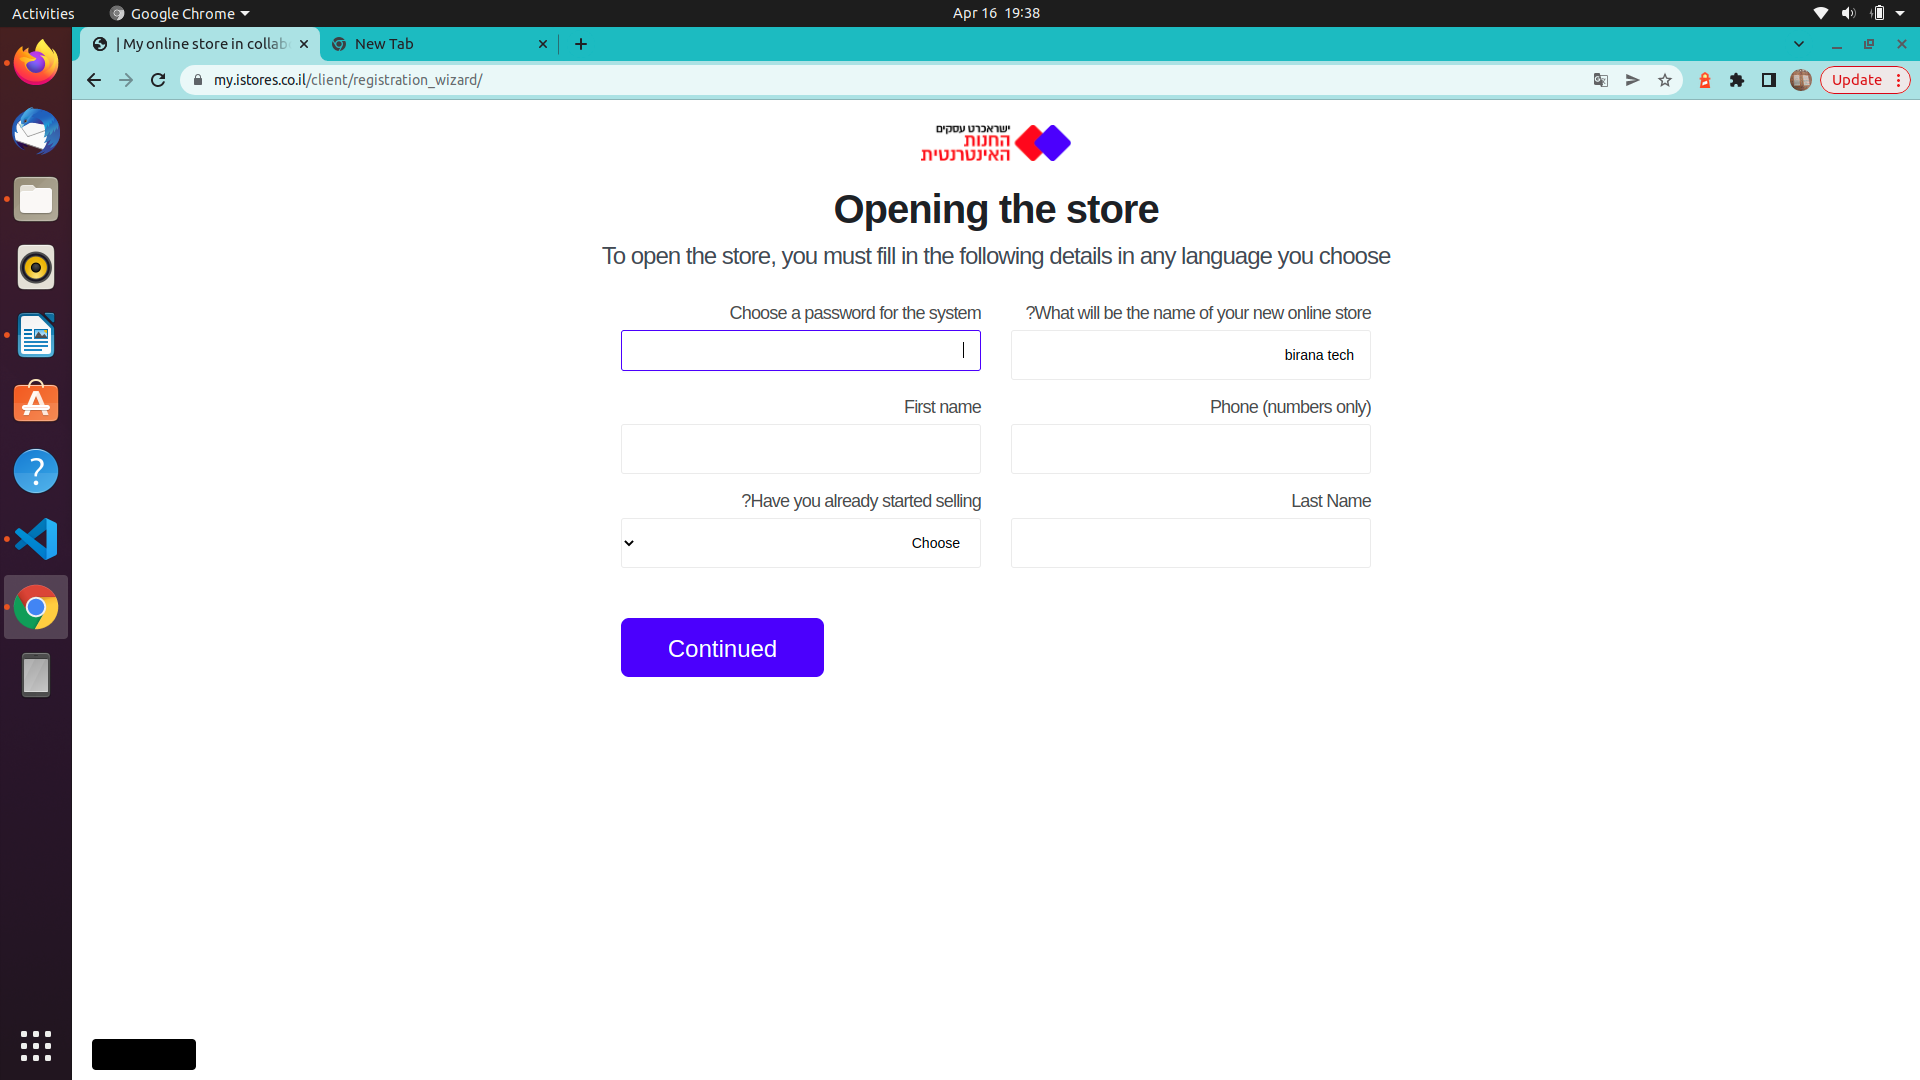 Activities
Google Chrome
Apr 16 19:38
| My online store in collab
New Tab
my.istores.co.il/client/registration_wizard/
Update
ישראכרט עסקים
החנות
האינטרנטית
Opening the store
To open the store, you must fill in the following details in any language you choose
Choose a password for the system
?What will be the name of your new online store
birana tech
First name
Phone (numbers only)
?Have you already started selling
Last Name
Choose
Continued